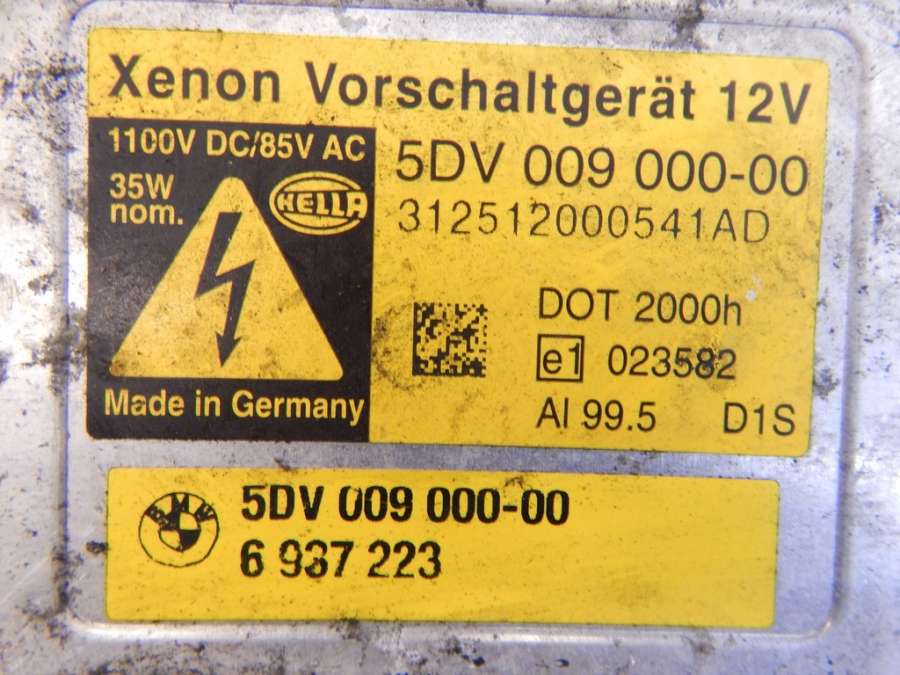 Xenon Vorschaltgerät 12V
1100V DC/85V AC
35W
nom.
HELLA
Made in Germany
5DV 009 000-00
312512000541AD
DOT 2000h
e1 023582
Al 99.5 D1S
BMW
5DV 009 000-00
6 937 223